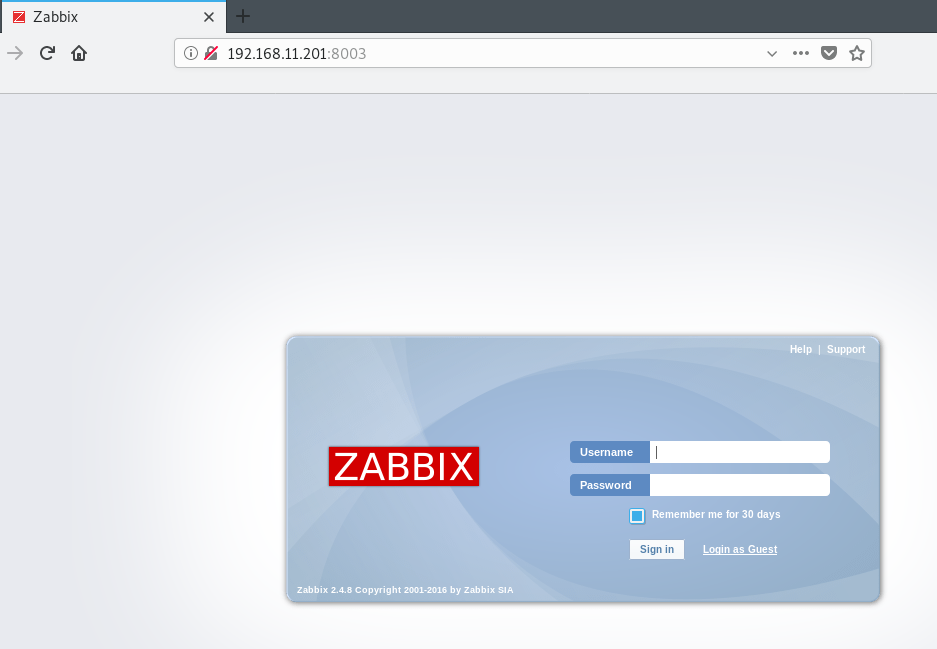 Zabbix
192.168.11.201:8003
Help | Support
ZABBIX
Username
Password
Remember me for 30 days
Sign in Login as Guest
Zabbix 2.4.8 Copyright 2001-2016 by Zabbix SIA